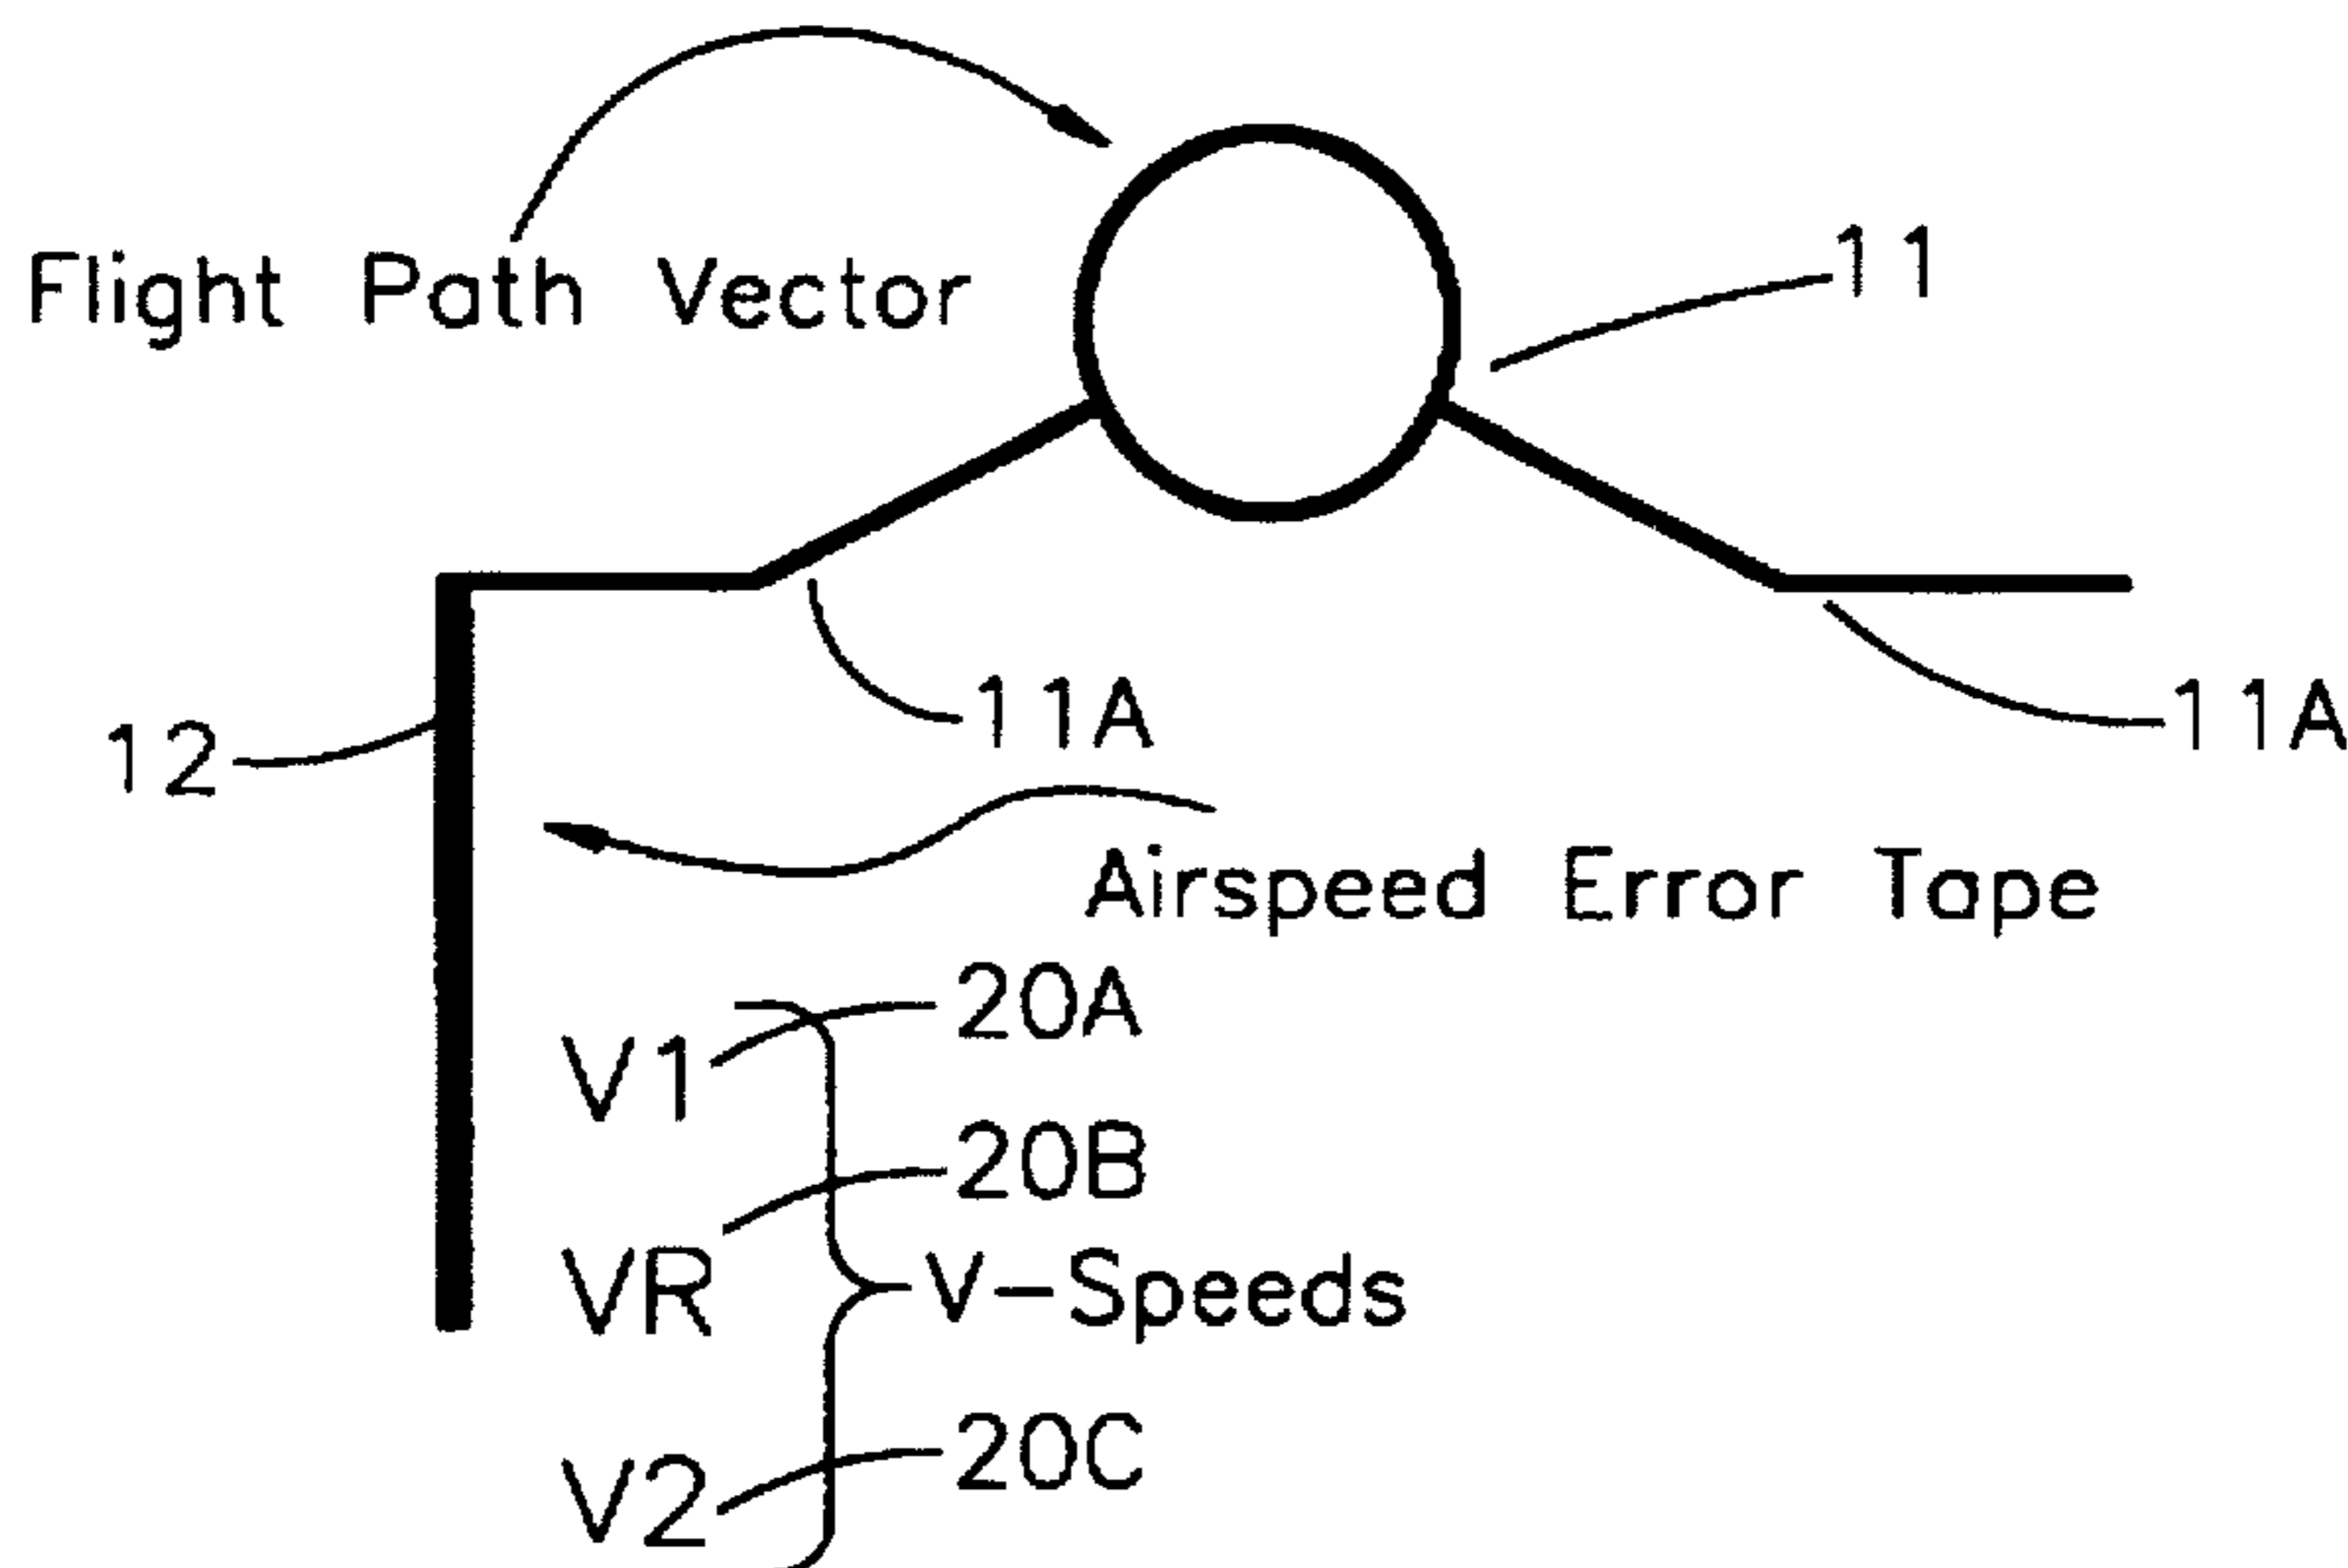 11
Flight Path Vector
11A
11A
12
Airspeed Error Tape
20A
V1
20B
VR
V-Speeds
20C
V2